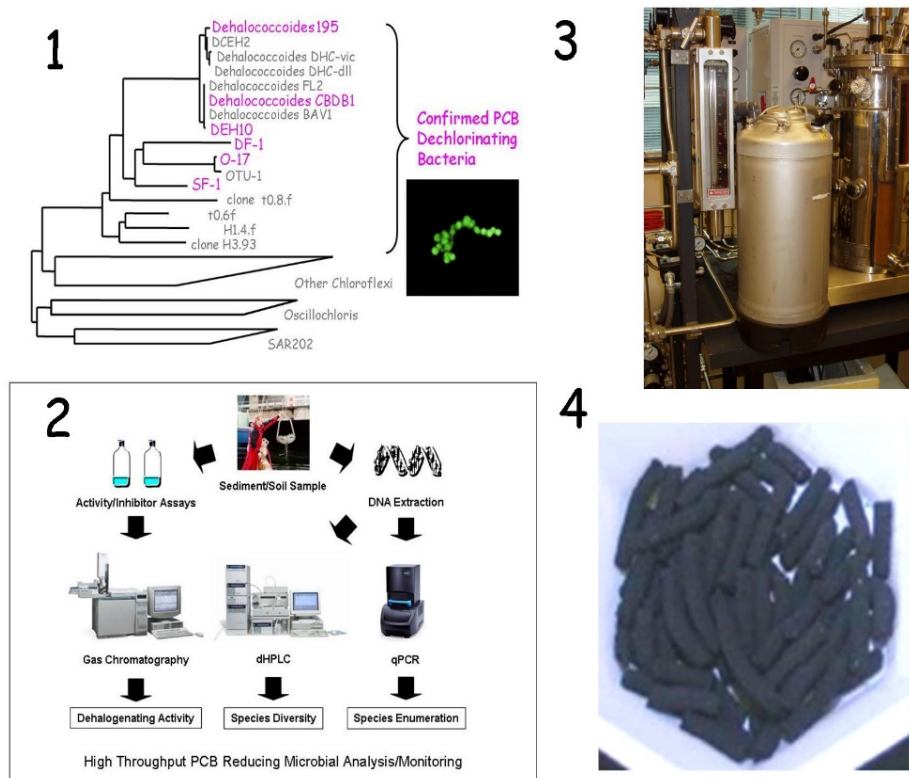 1
Dehalococcoides195
DCEH2
Dehalococcoides DHC-vic
Dehalococcoides DHC-dll
Dehalococcoides FL2
Dehalococcoides CBDB1
Dehalococcoides BAV1
DEH10
DF-1
O-17
OTU-1
SF-1
clone t0.8.f
t0.6f
H1.4.f
clone H3.93
Other Chloroflexi
Oscillochloris
SAR202
Confirmed PCB
Dechlorinating
Bacteria
2
Sediment/Soil Sample
Activity/Inhibitor Assays
DNA Extraction
Gas Chromatography
dHPLC
qPCR
Dehalogenating Activity
Species Diversity
Species Enumeration
High Throughput PCB Reducing Microbial Analysis/Monitoring
3
4